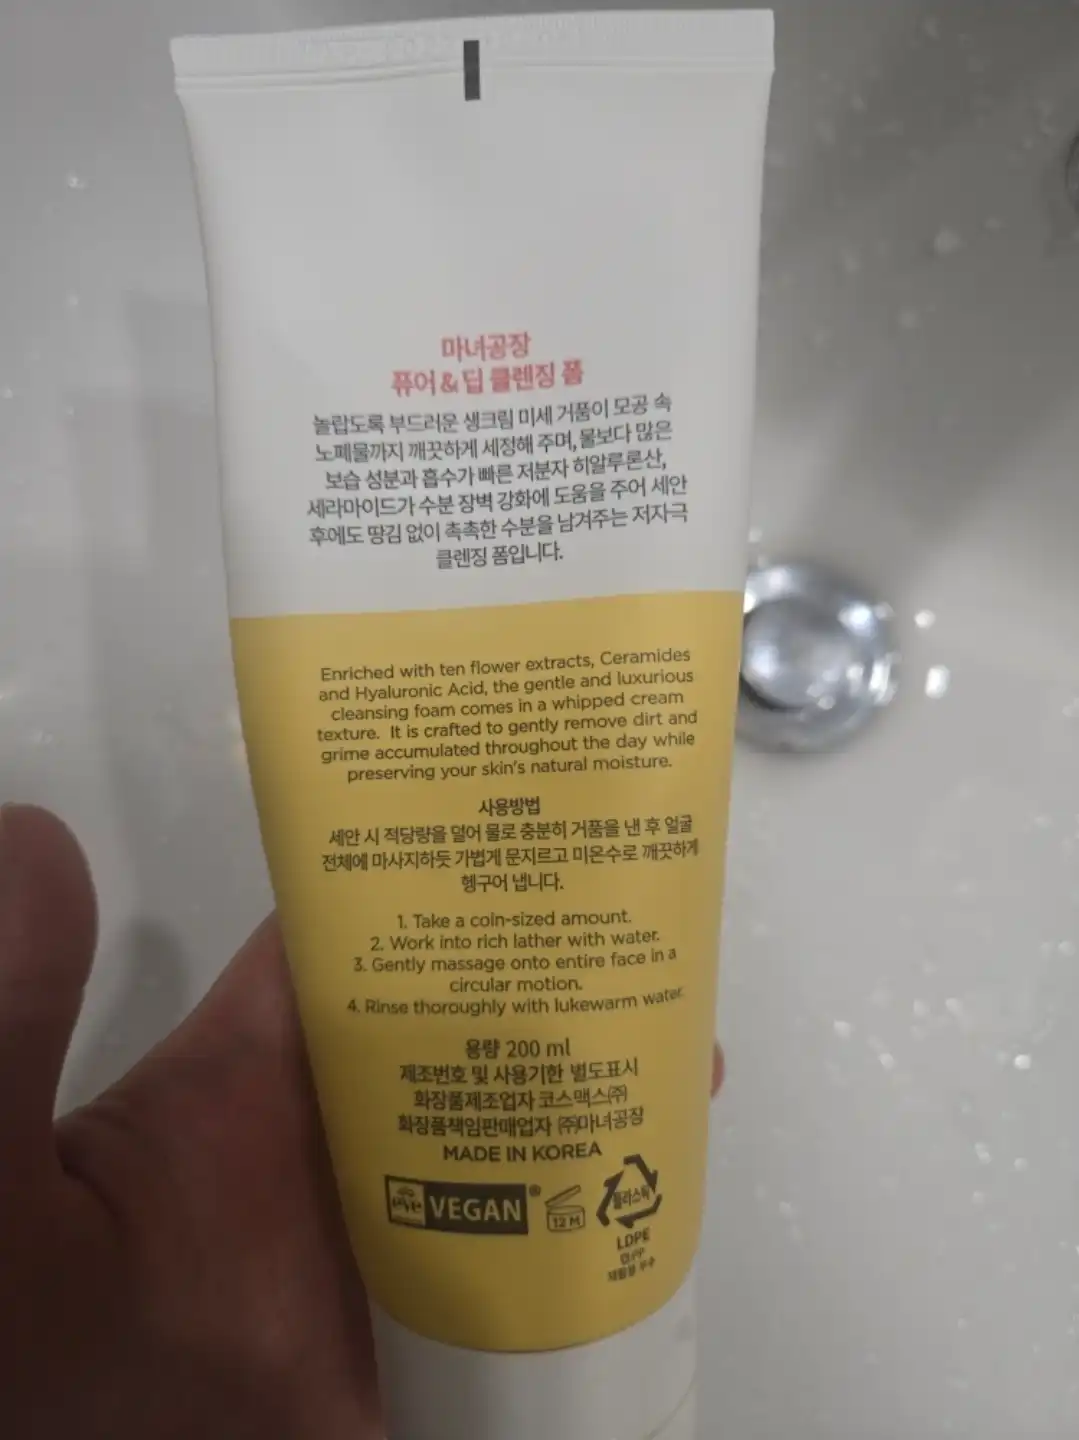 마녀공장
퓨어 & 딥 클렌징 폼
놀랍도록 부드러운 생크림 미세 거품이 모공 속
노폐물까지 깨끗하게 세정해 주며, 물보다 많은
보습 성분과 흡수가 빠른 저분자 히알루론산,
세라마이드가 수분 장벽 강화에 도움을 주어 세안
후에도 땅김 없이 촉촉한 수분을 남겨주는 저자극
클렌징 폼입니다.
Enriched with ten flower extracts, Ceramides
and Hyaluronic Acid, the gentle and luxurious
cleansing foam comes in a whipped cream
texture. It is crafted to gently remove dirt and
grime accumulated throughout the day while
preserving your skin's natural moisture.
사용방법
세안 시 적당량을 덜어 물로 충분히 거품을 낸 후 얼굴
전체에 마사지하듯 가볍게 문지르고 미온수로 깨끗하게
헹구어 냅니다.
1. Take a coin-sized amount.
2. Work into rich lather with water.
3. Gently massage onto entire face in a
circular motion.
4. Rinse thoroughly with lukewarm water.
용량 200 ml
제조번호 및 사용기한 별도표시
화장품제조업자 코스맥스㈜
화장품책임판매업자 ㈜마녀공장
MADE IN KOREA
eve VEGAN®
12 M
플라스틱
LDPE
캡:PP
재활용 우수